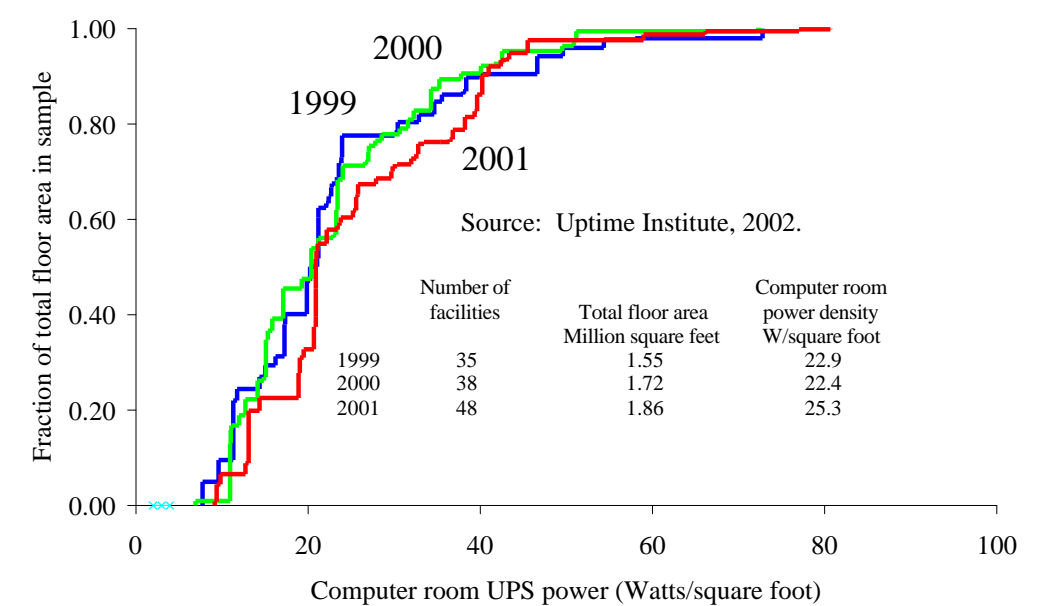 1.00
0.80
0.60
0.40
0.20
0.00
Fraction of total floor area in sample
2000
1999
2001
Source: Uptime Institute, 2002.
Number of facilities
Total floor area Million square feet
Computer room power density W/square foot
1999 35 1.55 22.9
2000 38 1.72 22.4
2001 48 1.86 25.3
0 20 40 60 80 100
Computer room UPS power (Watts/square foot)